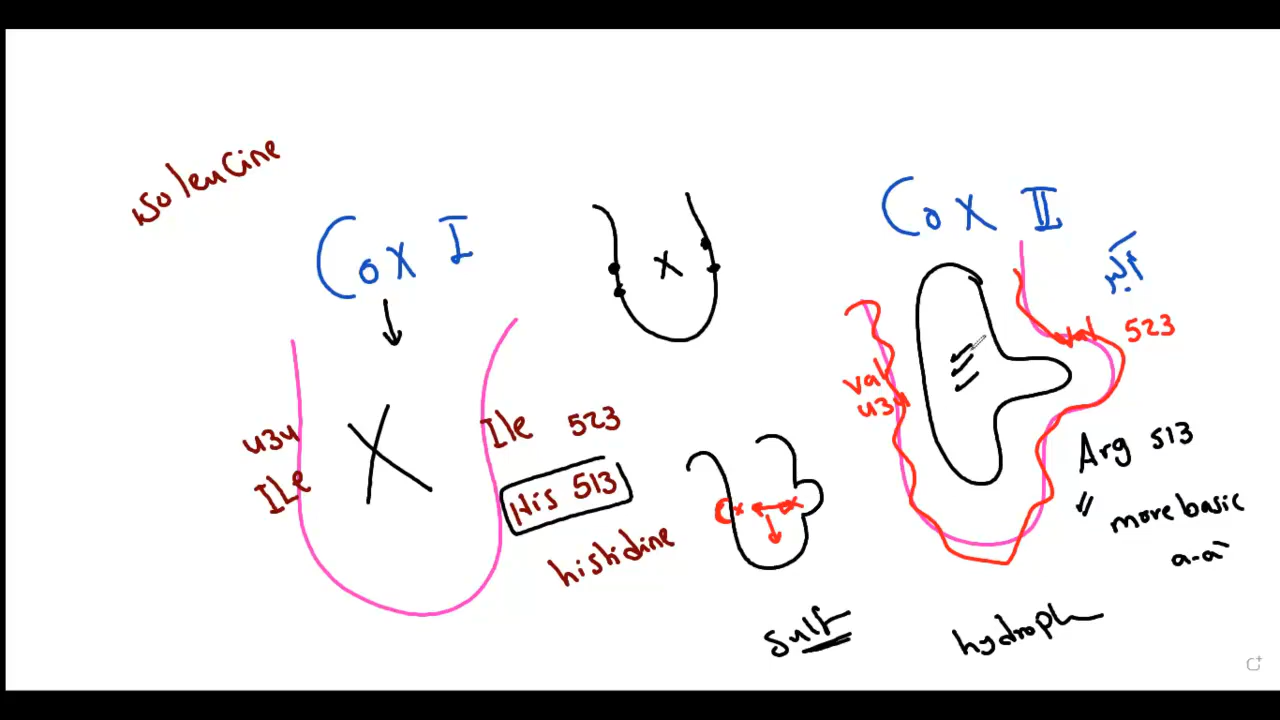 isoleucine
Cox I
434
ILe
Ile 523
His 513
histidine
X
X
Cox II
أكبر
val 523
val
434
Arg 513
more basic
a-a
sulf
hydroph